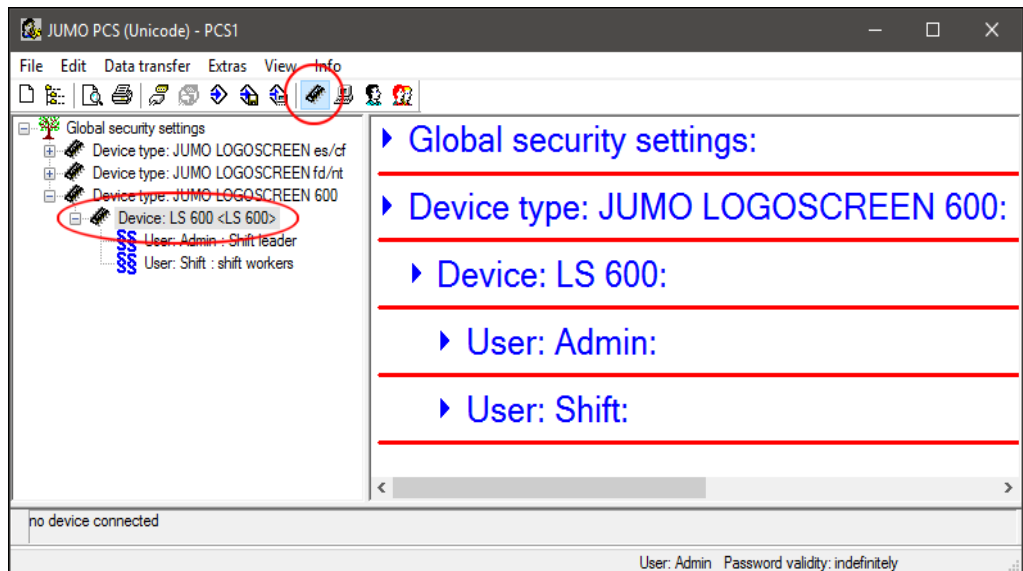 JUMO PCS (Unicode) - PCS1
File Edit Data transfer Extras View Info
Global security settings
Device type: JUMO LOGOSCREEN es/cf
Device type: JUMO LOGOSCREEN fd/nt
Device type: JUMO LOGOSCREEN 600
Device: LS 600 <LS 600>
§§ User: Admin : Shift leader
§§ User: Shift : shift workers
Global security settings:
Device type: JUMO LOGOSCREEN 600:
Device: LS 600:
User: Admin:
User: Shift:
no device connected
User: Admin Password validity: indefinitely